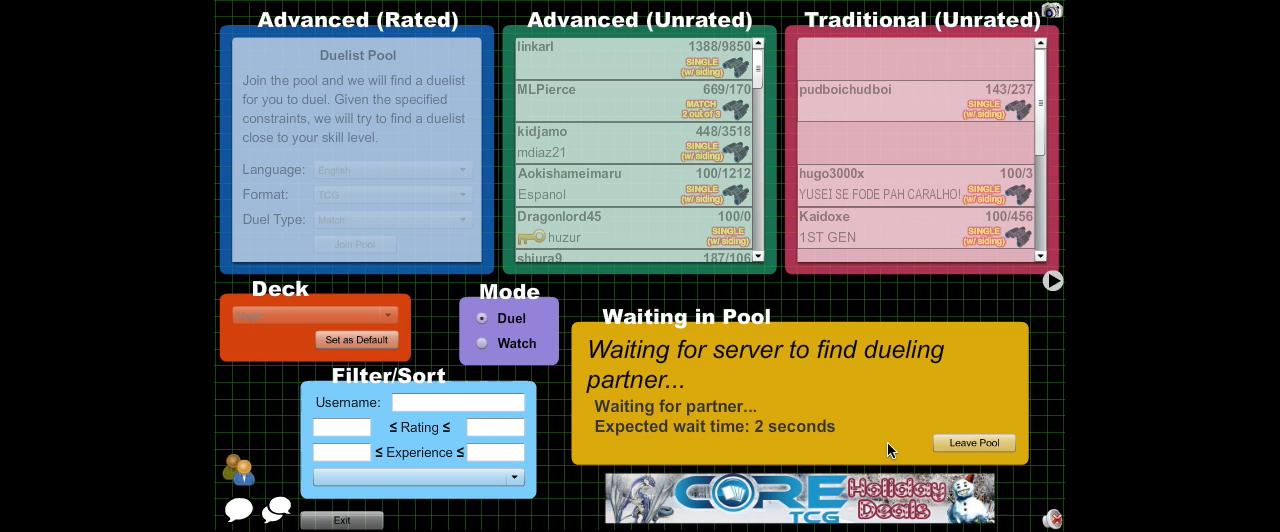 Advanced (Rated)
Duelist Pool
Join the pool and we will find a duelist
for you to duel. Given the specified
constraints, we will try to find a duelist
close to your skill level.
Language: English
Format: TCG
Duel Type: Match
Join Pool
Advanced (Unrated)
linkarl 1388/9850
SINGLE
(w/ siding)
MLPierce 669/170
MATCH
2 out of 3
kidjamo 448/3518
mdiaz21 SINGLE
(w/ siding)
Aokishameimaru 100/1212
Espanol SINGLE
(w/ siding)
Dragonlord45 100/0
huzur SINGLE
(w/ siding)
shiura9 187/106
Traditional (Unrated)
pudboichudboi 143/237
SINGLE
(w/ siding)
hugo3000x 100/3
YUSEI SE FODE PAH CARALHO! SINGLE
(w/ siding)
Kaidoxe 100/456
1ST GEN SINGLE
(w/ siding)
Deck
Set as Default
Mode
Duel
Watch
Filter/Sort
Username:
≤ Rating ≤
≤ Experience ≤
Waiting in Pool
Waiting for server to find dueling
partner...
Waiting for partner...
Expected wait time: 2 seconds
Leave Pool
CORE
TCG
Holiday
Deals
Exit